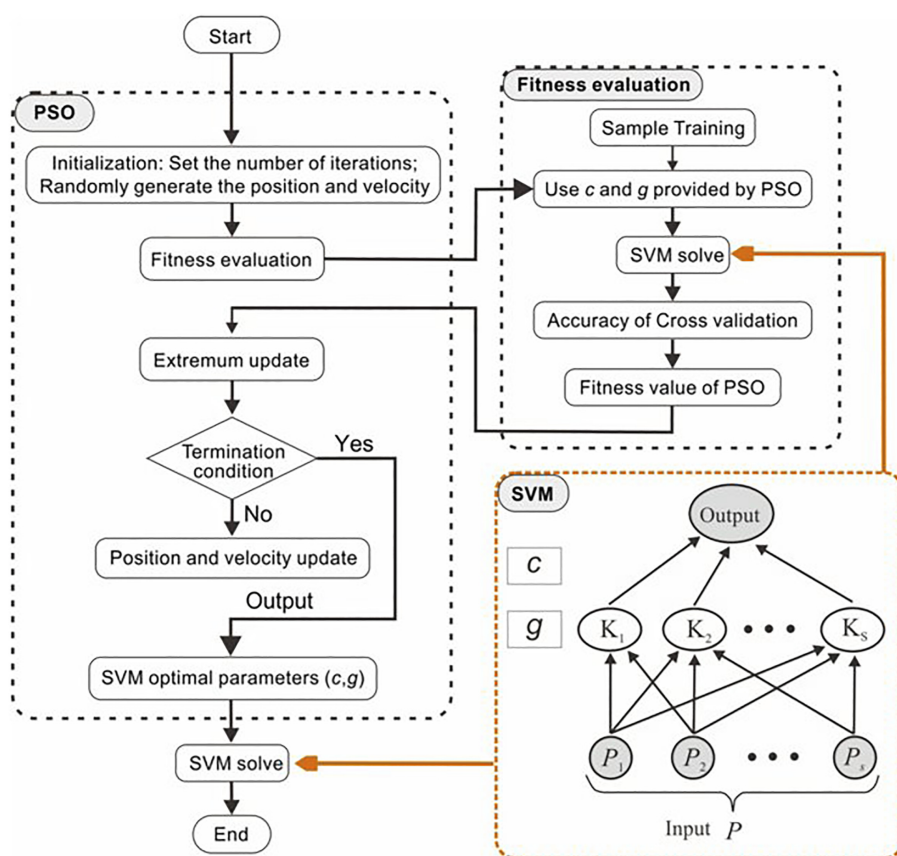 Start
PSO
Initialization: Set the number of iterations;
Randomly generate the position and velocity
Fitness evaluation
Extremum update
Termination
condition
Yes
No
Position and velocity update
Output
SVM optimal parameters (c,g)
SVM solve
End
Fitness evaluation
Sample Training
Use c and g provided by PSO
SVM solve
Accuracy of Cross validation
Fitness value of PSO
SVM
Output
c
g
K1 K2 • • • KS
P1 P2 • • • Ps
Input P